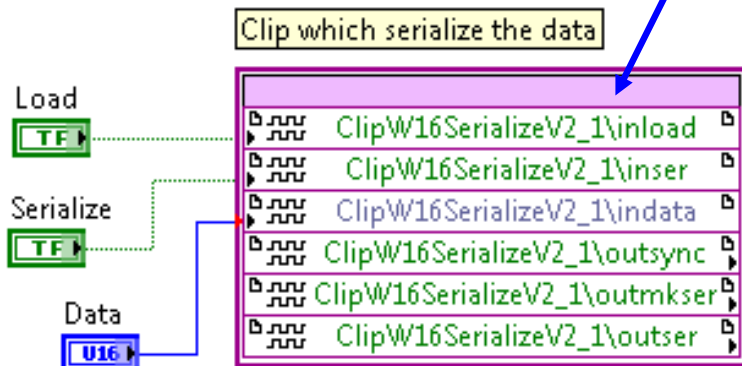 Clip which serialize the data
Load
TF
ClipW16SerializeV2_1\inload
ClipW16SerializeV2_1\inser
Serialize
TF
ClipW16SerializeV2_1\indata
ClipW16SerializeV2_1\outsync
ClipW16SerializeV2_1\outmkser
Data
U16
ClipW16SerializeV2_1\outser